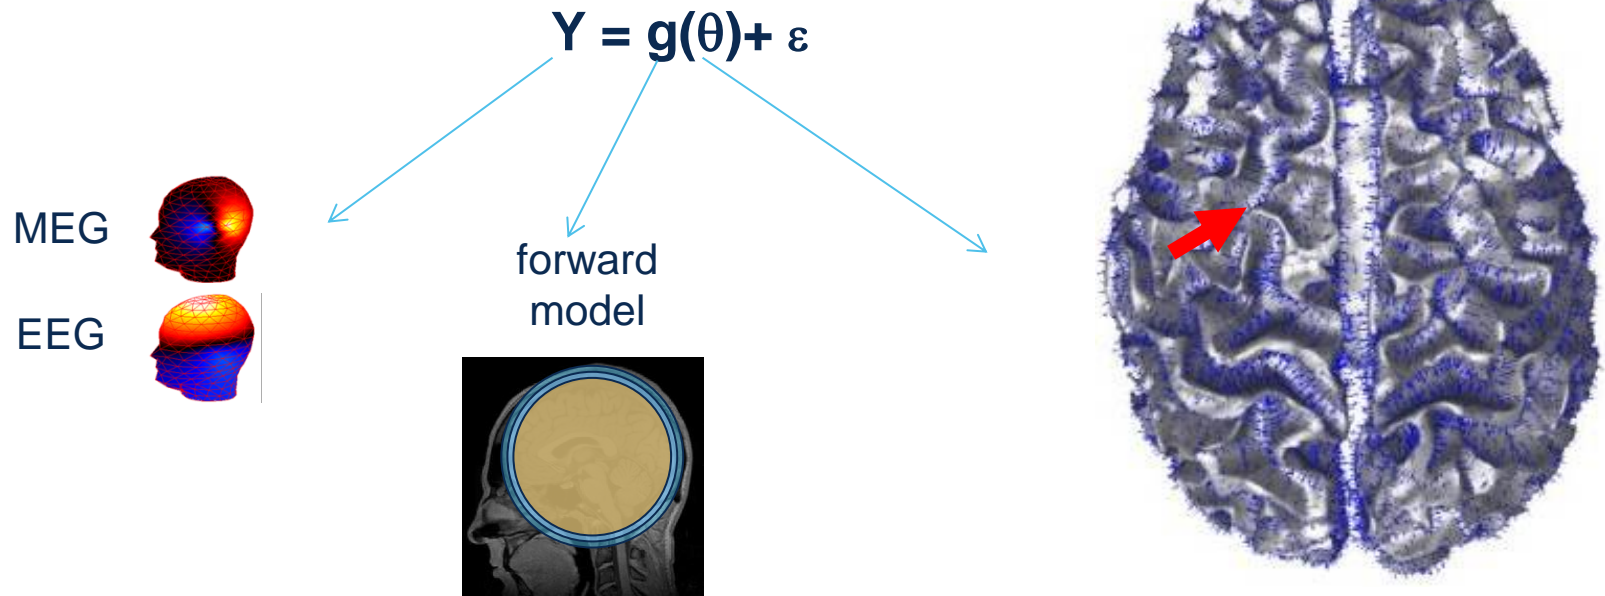 Y = g(θ)+ ε
MEG
EEG
forward
model